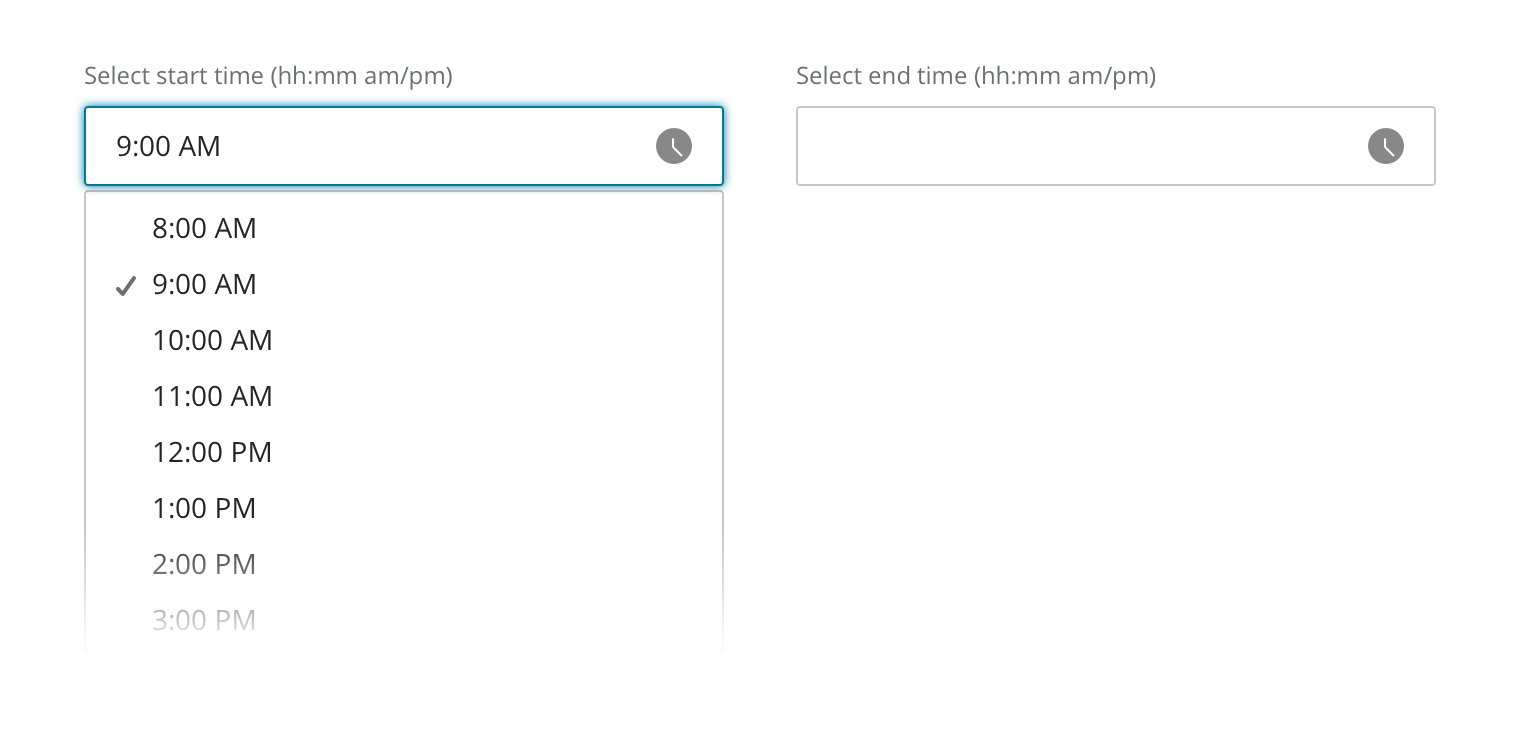 Select start time (hh:mm am/pm)
9:00 AM
8:00 AM
9:00 AM
10:00 AM
11:00 AM
12:00 PM
1:00 PM
2:00 PM
3:00 PM
Select end time (hh:mm am/pm)